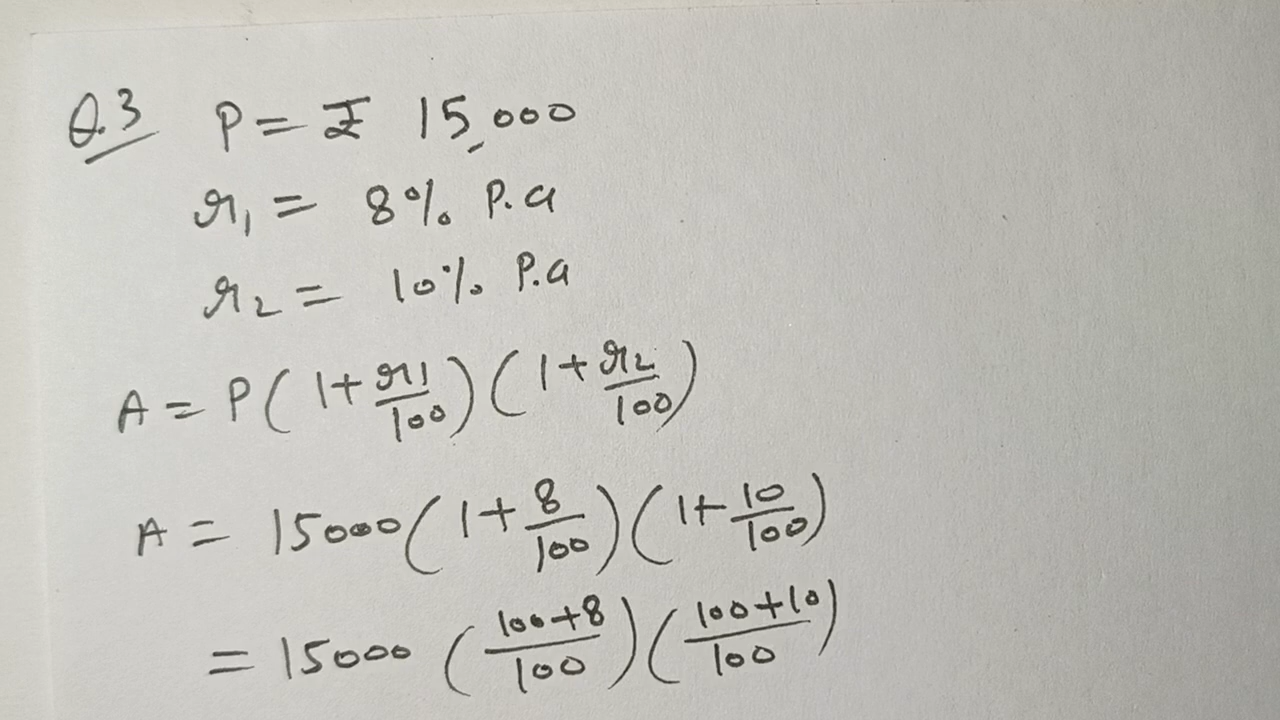 Q.3 P = ₹ 15,000
r₁ = 8% P.a
r₂ = 10% P.a
A = P(1+r₁/100)(1+r₂/100)
A = 15000(1+8/100)(1+10/100)
= 15000 (100+8/100)(100+10/100)